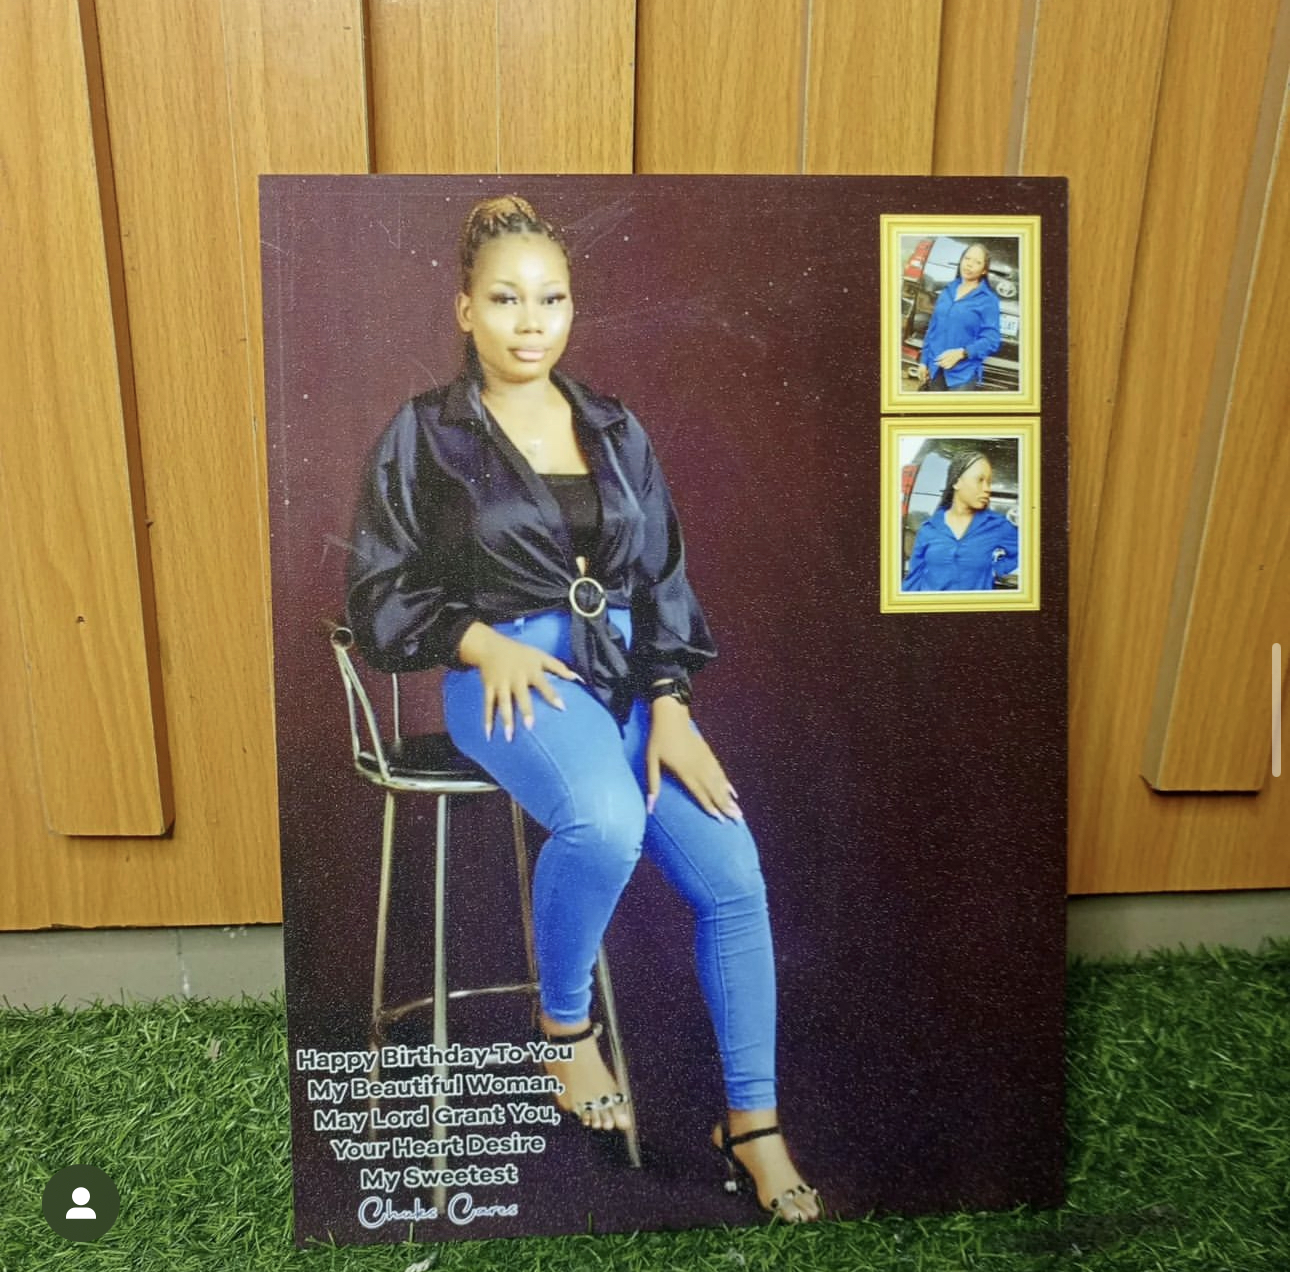 Happy Birthday To You
My Beautiful Woman,
May Lord Grant You,
Your Heart Desire
My Sweetest
Chuks Cares